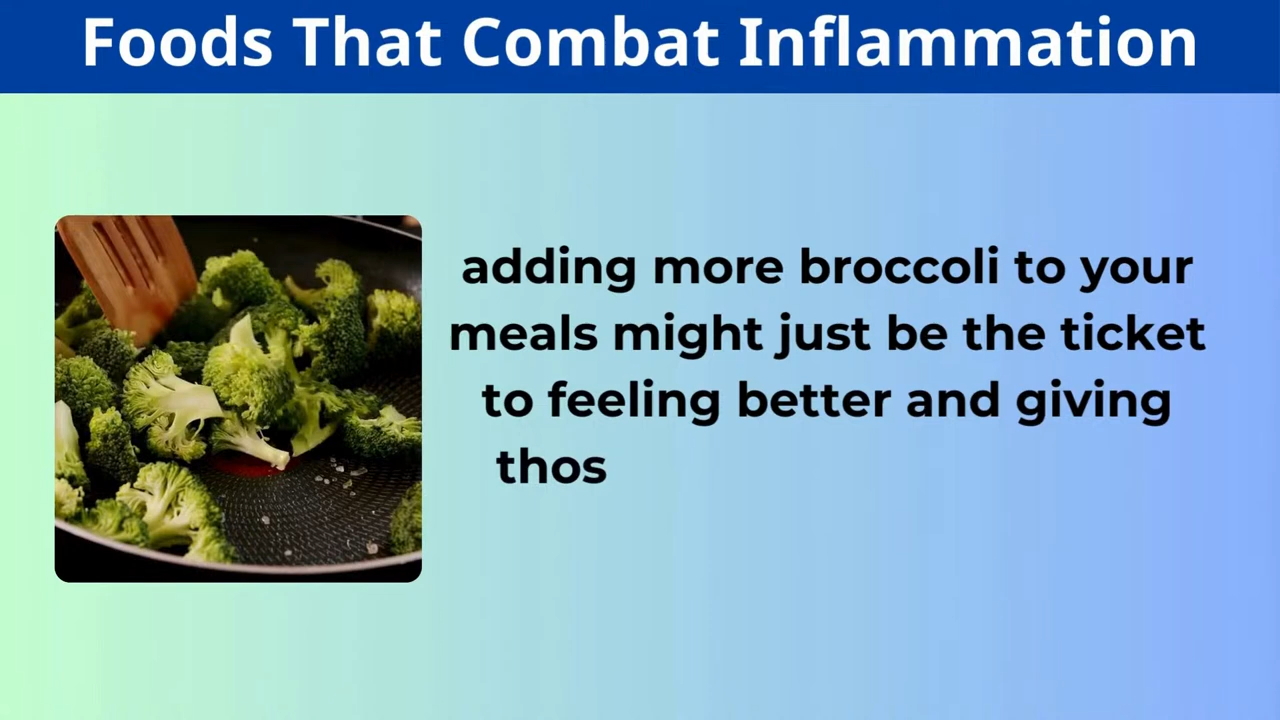 Foods That Combat Inflammation
adding more broccoli to your
meals might just be the ticket
to feeling better and giving
thos